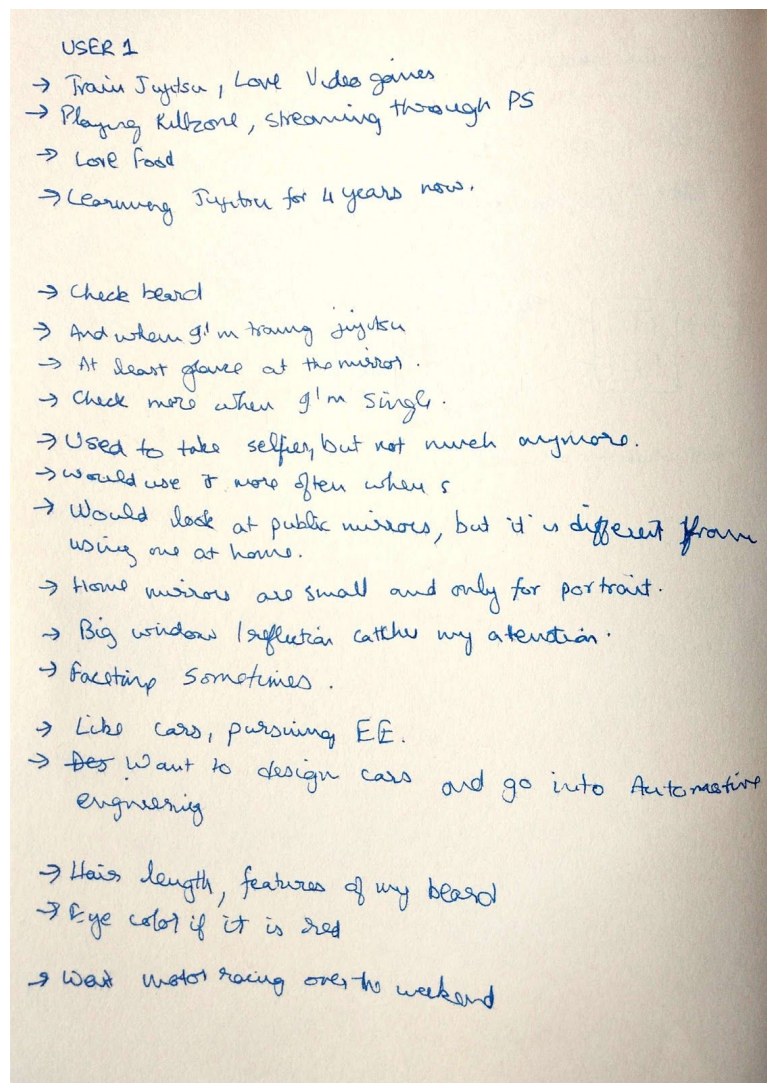 USER 1
→ Train Jujitsu, Love Video games
→ Playing Killzone, streaming through PS
→ Love food
→ Learning Jujitsu for 4 years now.
→ Check beard
→ And when I'm traing jujitsu
→ At least glance at the mirror.
→ Check more when I'm single.
→ Used to take selfies, but not much anymore.
→ would use it more often when s
→ Would look at public mirrors, but it is different from
using one at home.
→ Home mirrors are small and only for portrait.
→ Big window / reflection catches my atention.
→ Facetime sometimes.
→ Like cars, pursuing EE.
→ Des Want to design cars and go into Automotive
engineering
→ Hair length, features of my beard
→ Eye color if it is red
→ Went motor racing over the weekend